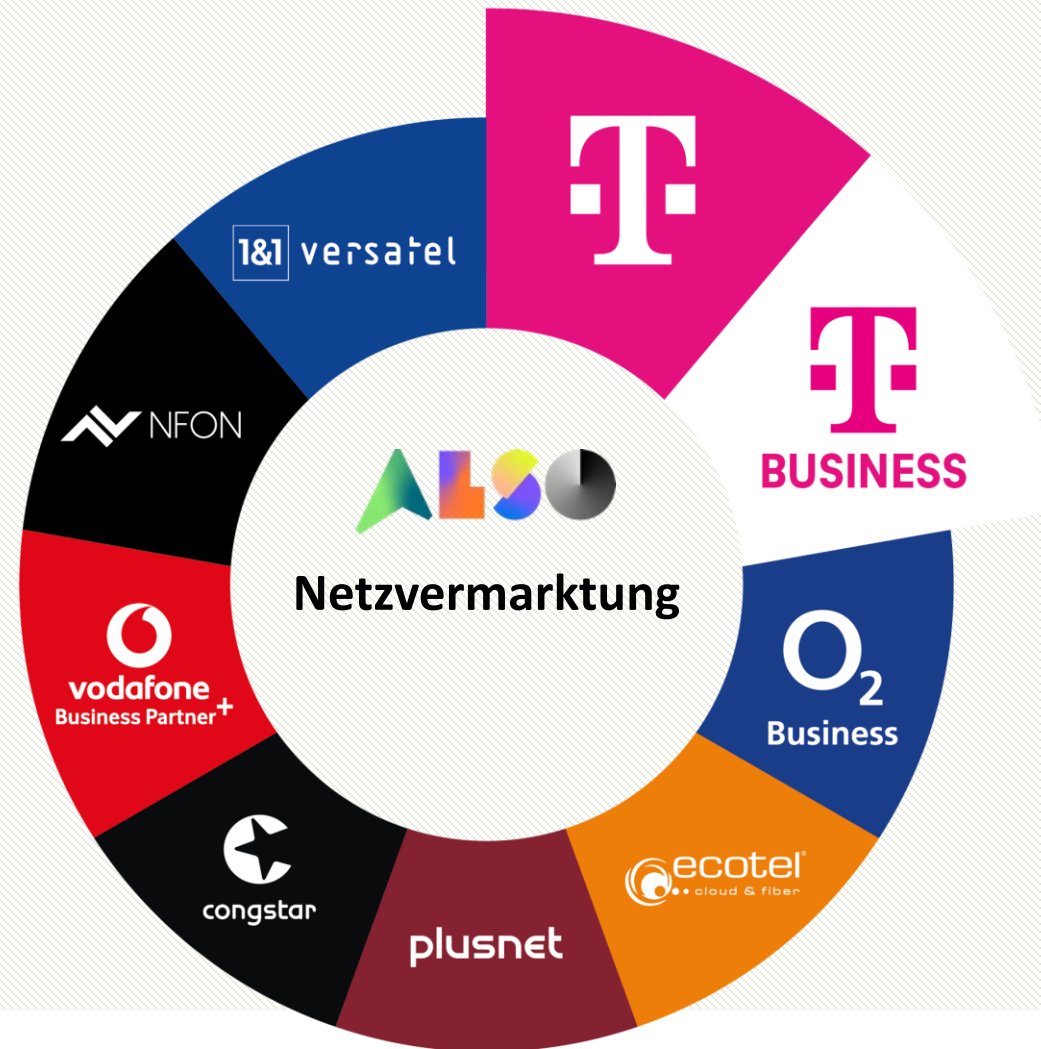 T
T
BUSINESS
1&1 versatel
NFON
ALSO
Netzvermarktung
O2
Business
vodafone
Business Partner+
ecotel
cloud & fiber
congstar
plusnet